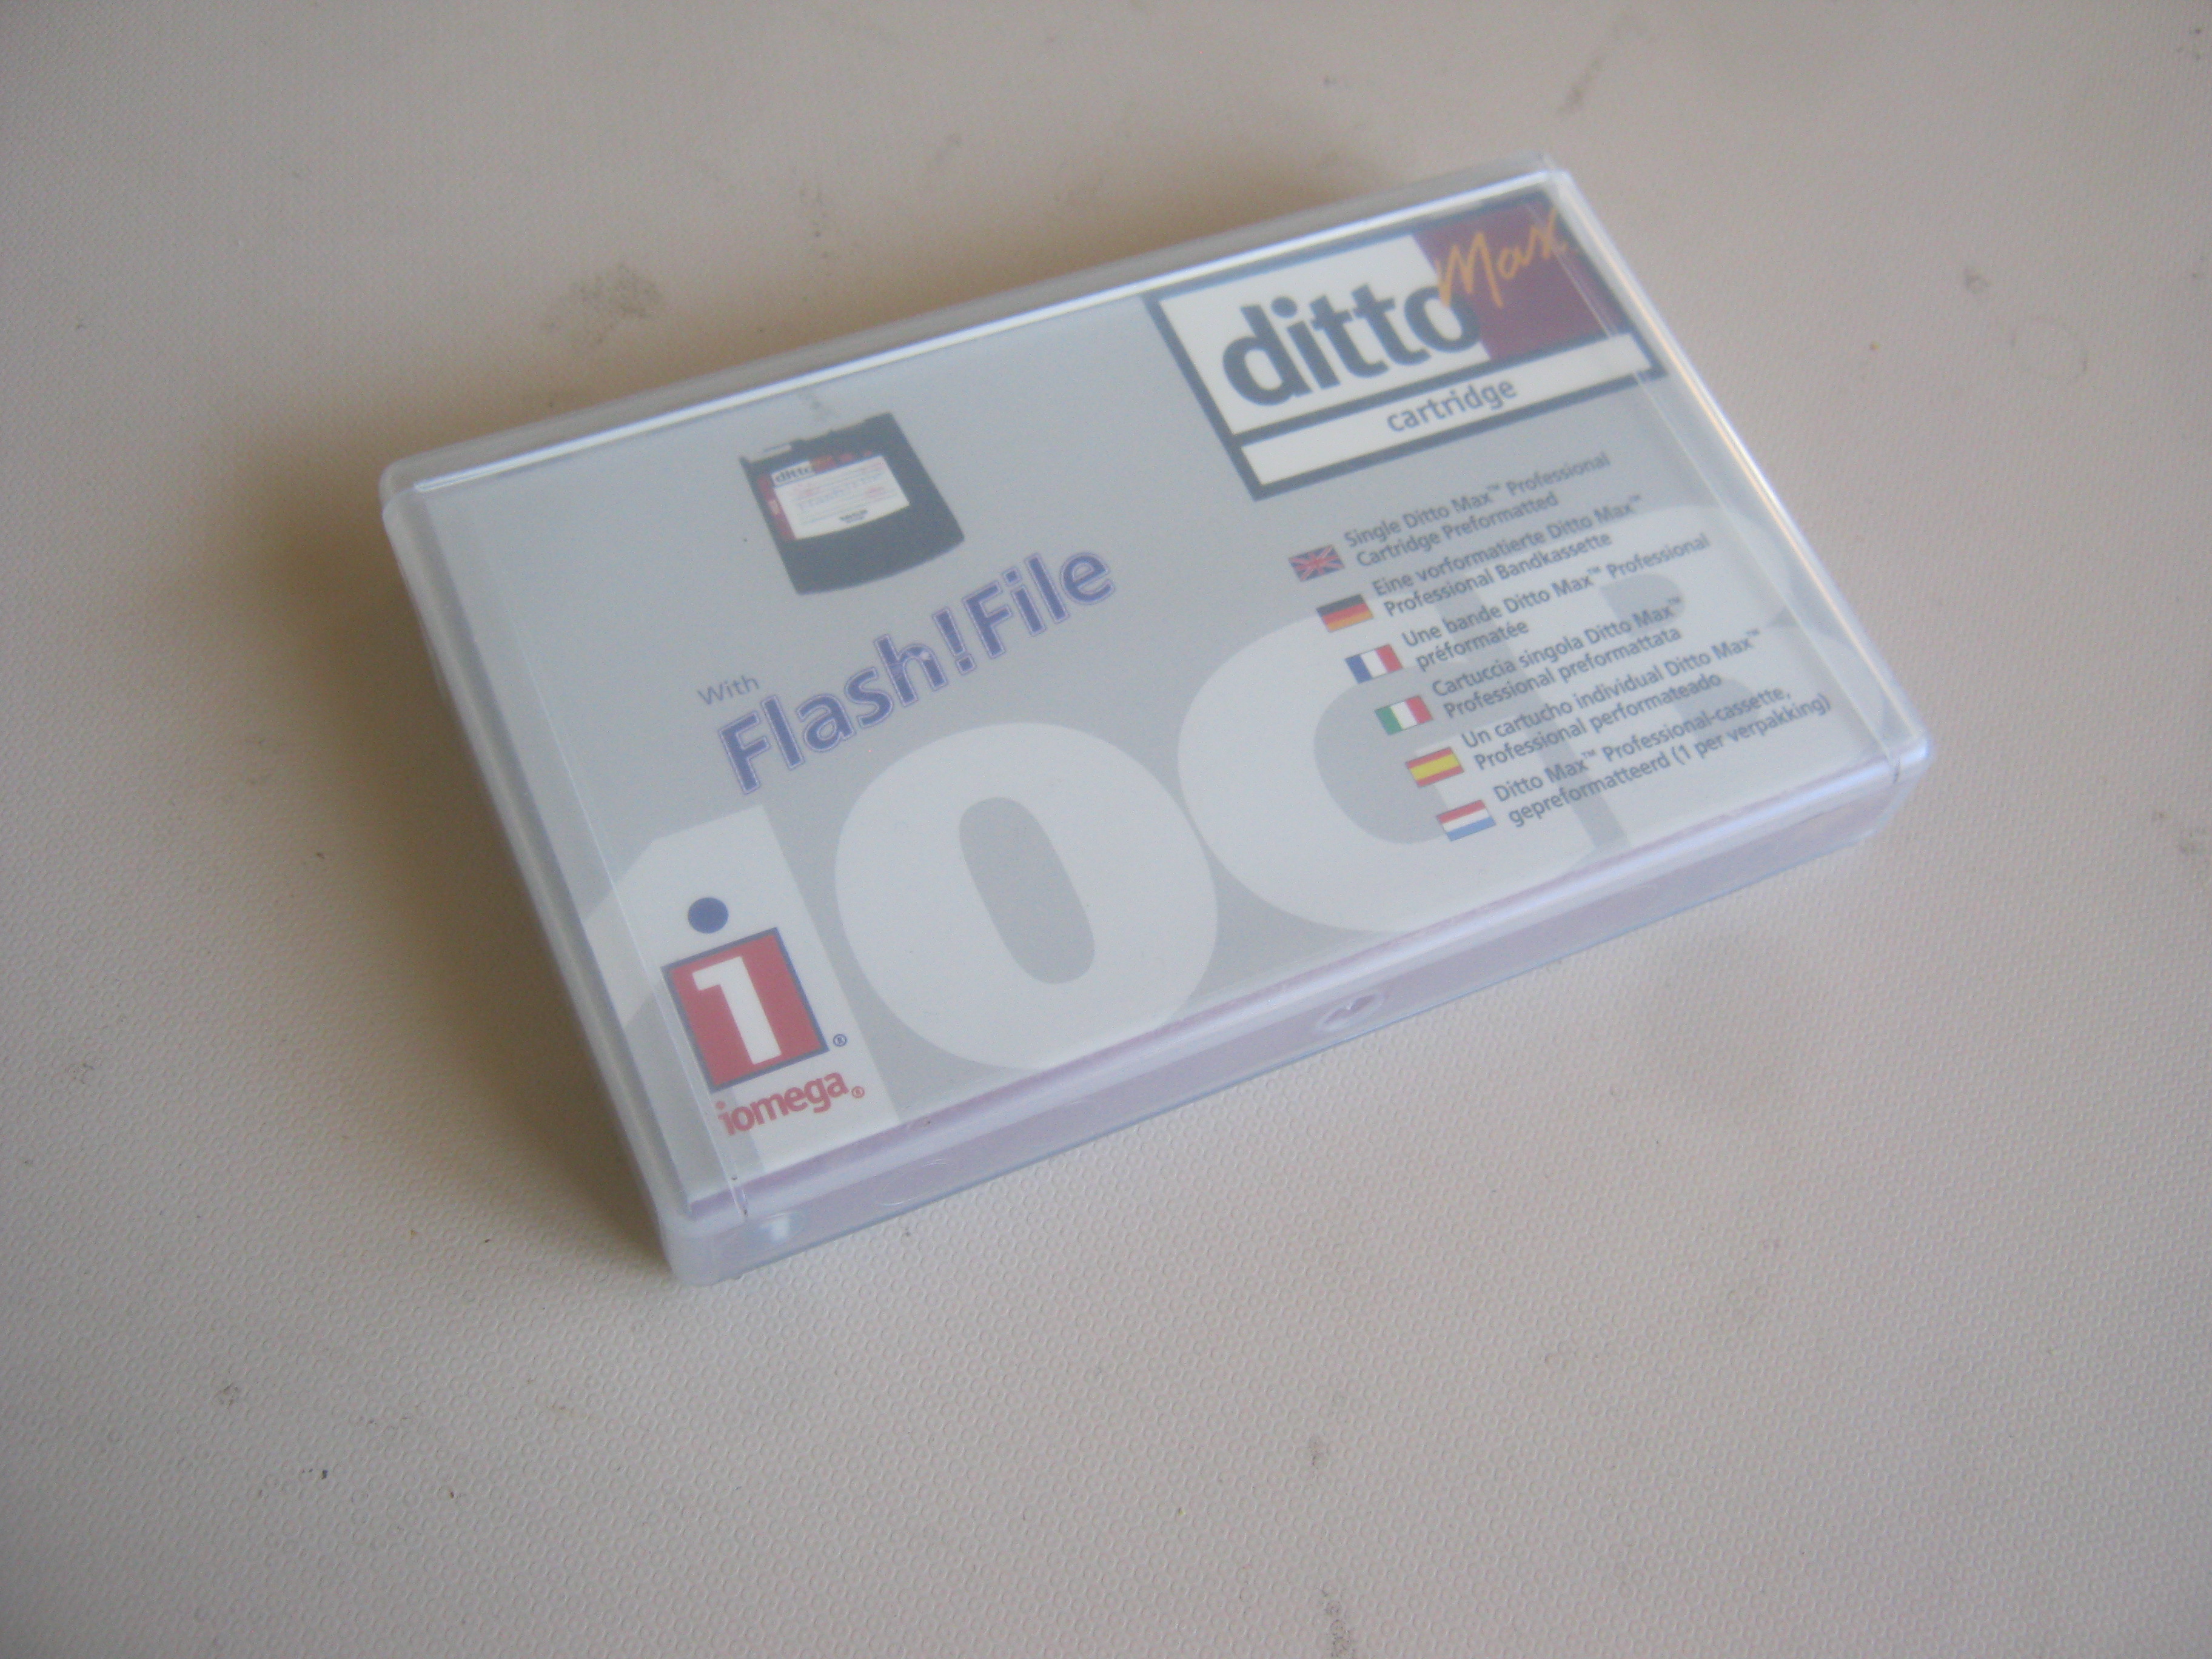 ditto Max
cartridge
ditto
With
Flash!File
Single Ditto Max™ Professional
Cartridge Preformatted
Eine vorformatierte Ditto Max™
Professional Bandkassette
Une bande Ditto Max™ Professional
préformatée
Cartuccia singola Ditto Max™
Professional preformattata
Un cartucho individual Ditto Max™
Professional performateado
Ditto Max™ Professional-cassette,
gepreformatteerd (1 per verpakking)
10GB
®
iomega®